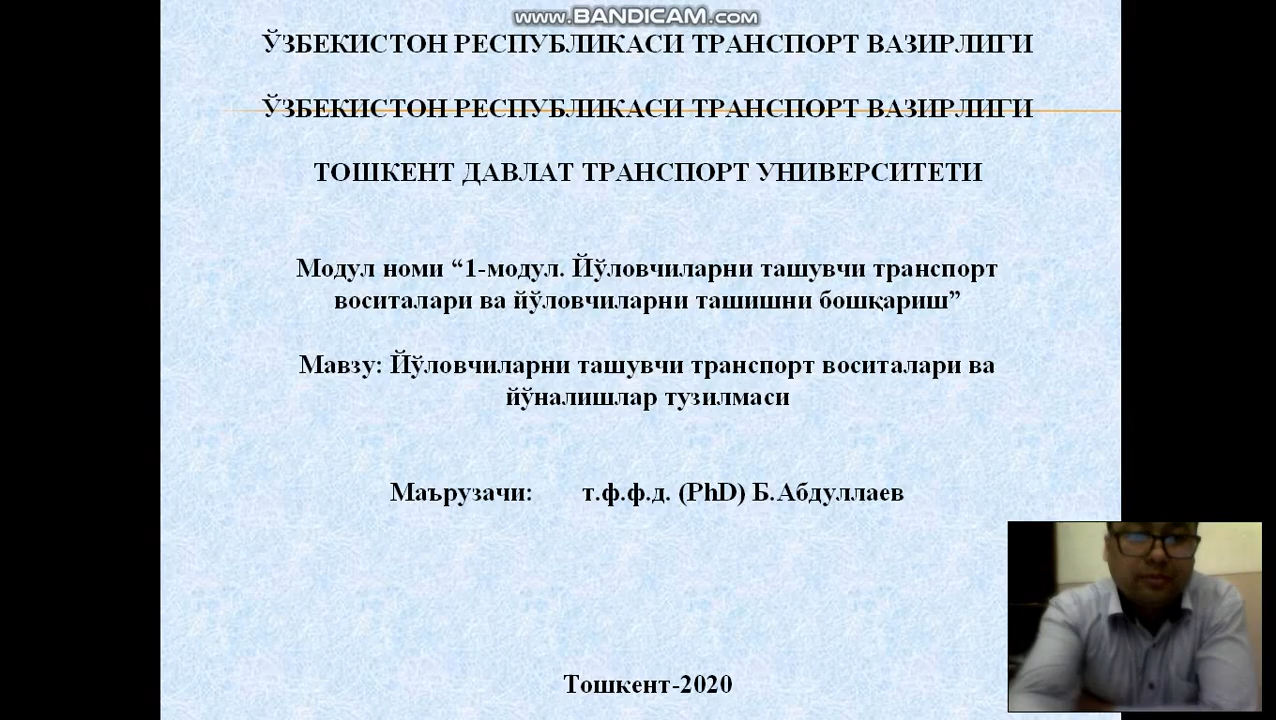 WWW.BANDICAM.COM
ЎЗБЕКИСТОН РЕСПУБЛИКАСИ ТРАНСПОРТ ВАЗИРЛИГИ
ЎЗБЕКИСТОН РЕСПУБЛИКАСИ ТРАНСПОРТ ВАЗИРЛИГИ
ТОШКЕНТ ДАВЛАТ ТРАНСПОРТ УНИВЕРСИТЕТИ
Модул номи “1-модул. Йўловчиларни ташувчи транспорт
воситалари ва йўловчиларни ташишни бошқариш”
Мавзу: Йўловчиларни ташувчи транспорт воситалари ва
йўналишлар тузилмаси
Маърузачи: т.ф.ф.д. (PhD) Б.Абдуллаев
Тошкент-2020